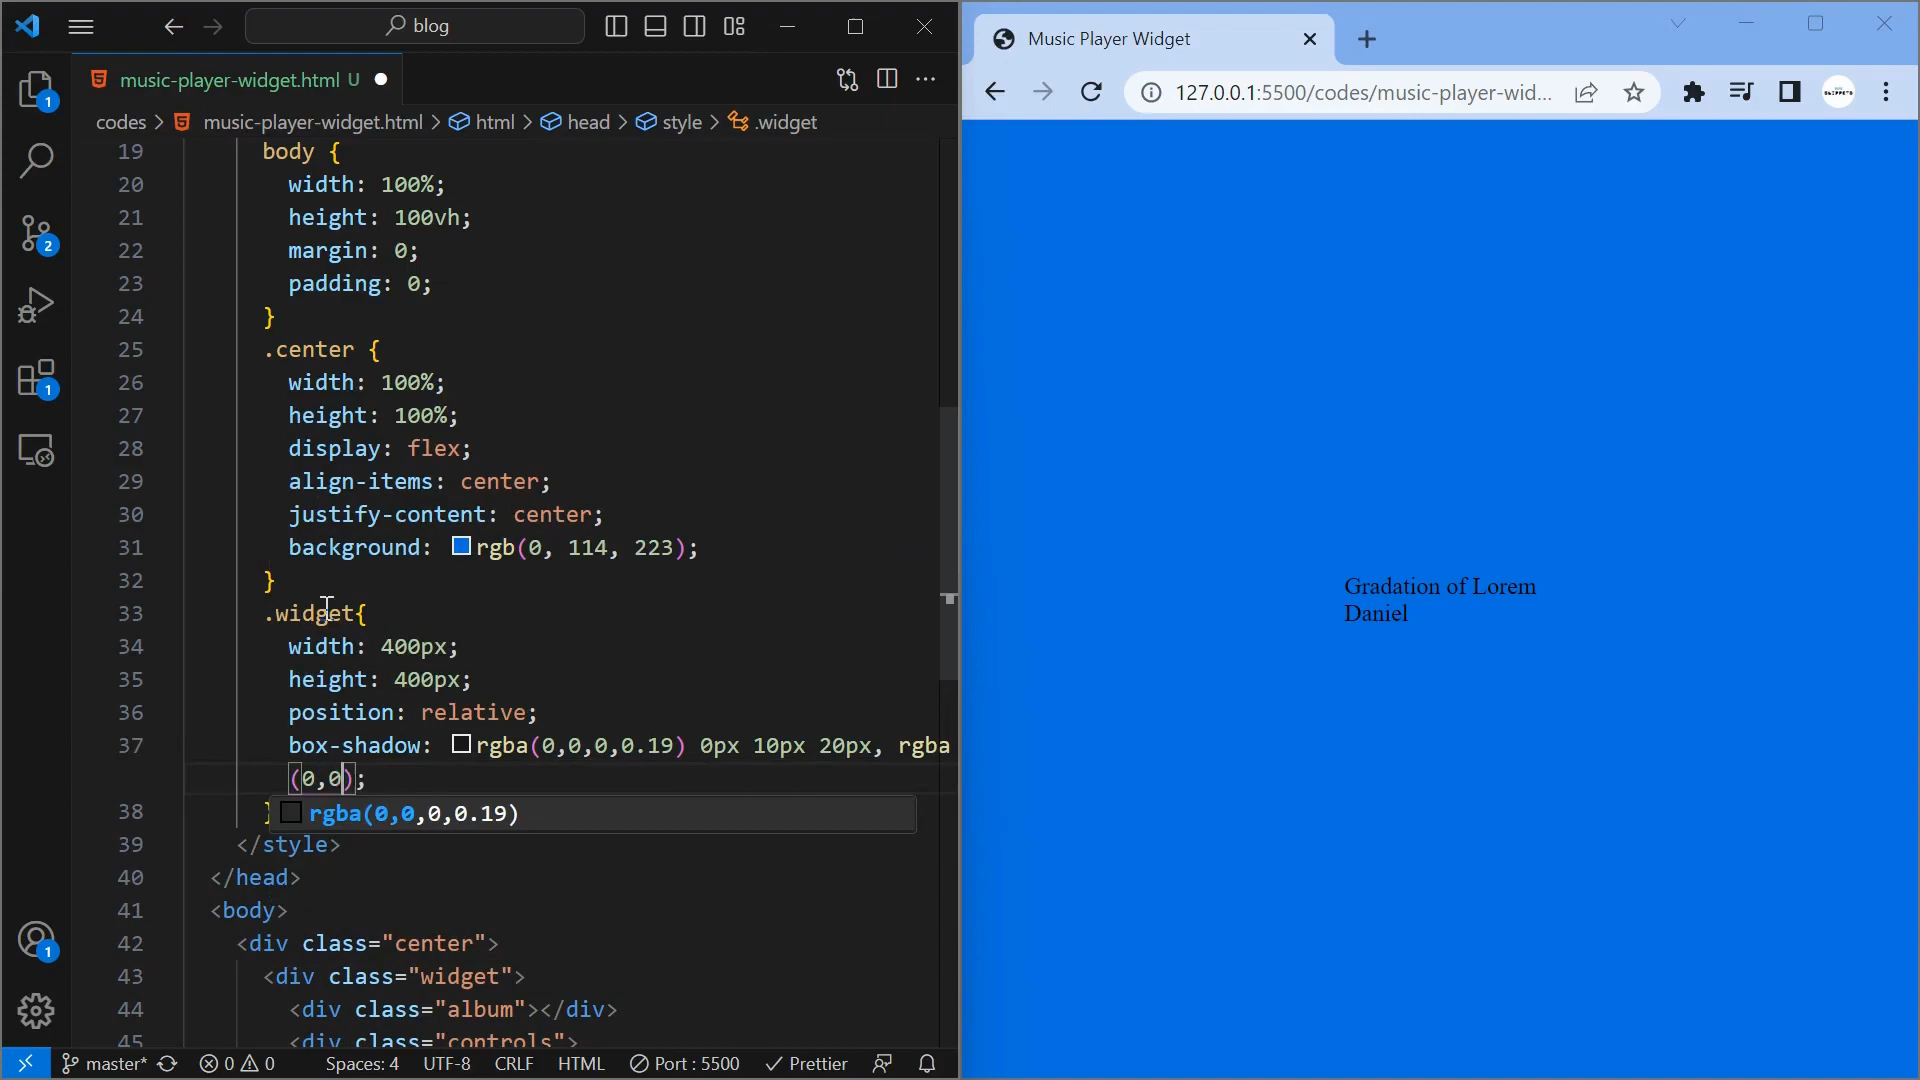 blog
music-player-widget.html U
codes > music-player-widget.html > html > head > style > .widget
19 body {
20 width: 100%;
21 height: 100vh;
22 margin: 0;
23 padding: 0;
24 }
25 .center {
26 width: 100%;
27 height: 100%;
28 display: flex;
29 align-items: center;
30 justify-content: center;
31 background: rgb(0, 114, 223);
32 }
33 .widget{
34 width: 400px;
35 height: 400px;
36 position: relative;
37 box-shadow: rgba(0,0,0,0.19) 0px 10px 20px, rgba
(0,0);
38 }
rgba(0,0,0,0.19)
39 </style>
40 </head>
41 <body>
42 <div class="center">
43 <div class="widget">
44 <div class="album"></div>
45 <div class="controls">
1
2
1
1
master* 0 0 Spaces: 4 UTF-8 CRLF HTML Port : 5500 Prettier
Music Player Widget
127.0.0.1:5500/codes/music-player-wid...
Gradation of Lorem
Daniel